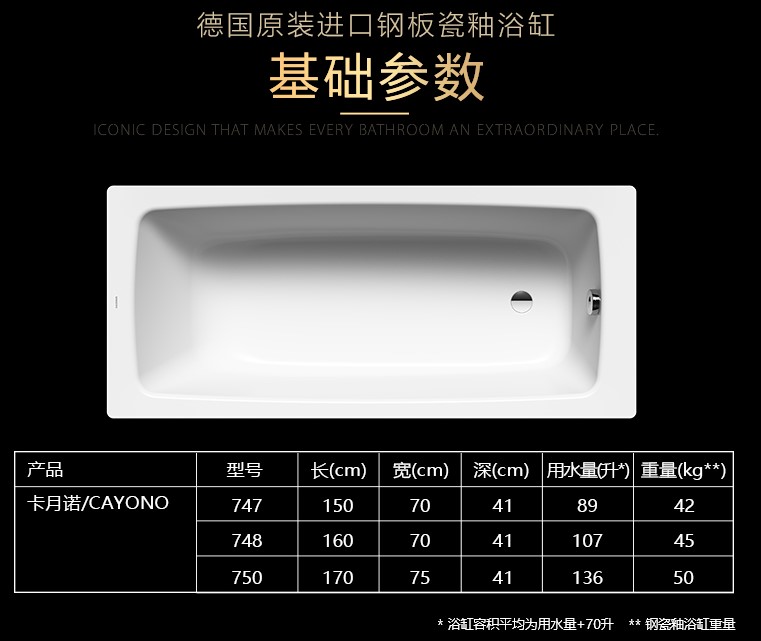 德国原装进口钢板瓷釉浴缸
基础参数
ICONIC DESIGN THAT MAKES EVERY BATHROOM AN EXTRAORDINARY PLACE.
产品 型号 长(cm) 宽(cm) 深(cm) 用水量(升*) 重量(kg**)
卡月诺/CAYONO 747 150 70 41 89 42
748 160 70 41 107 45
750 170 75 41 136 50
* 浴缸容积平均为用水量+70升 ** 钢瓷釉浴缸重量